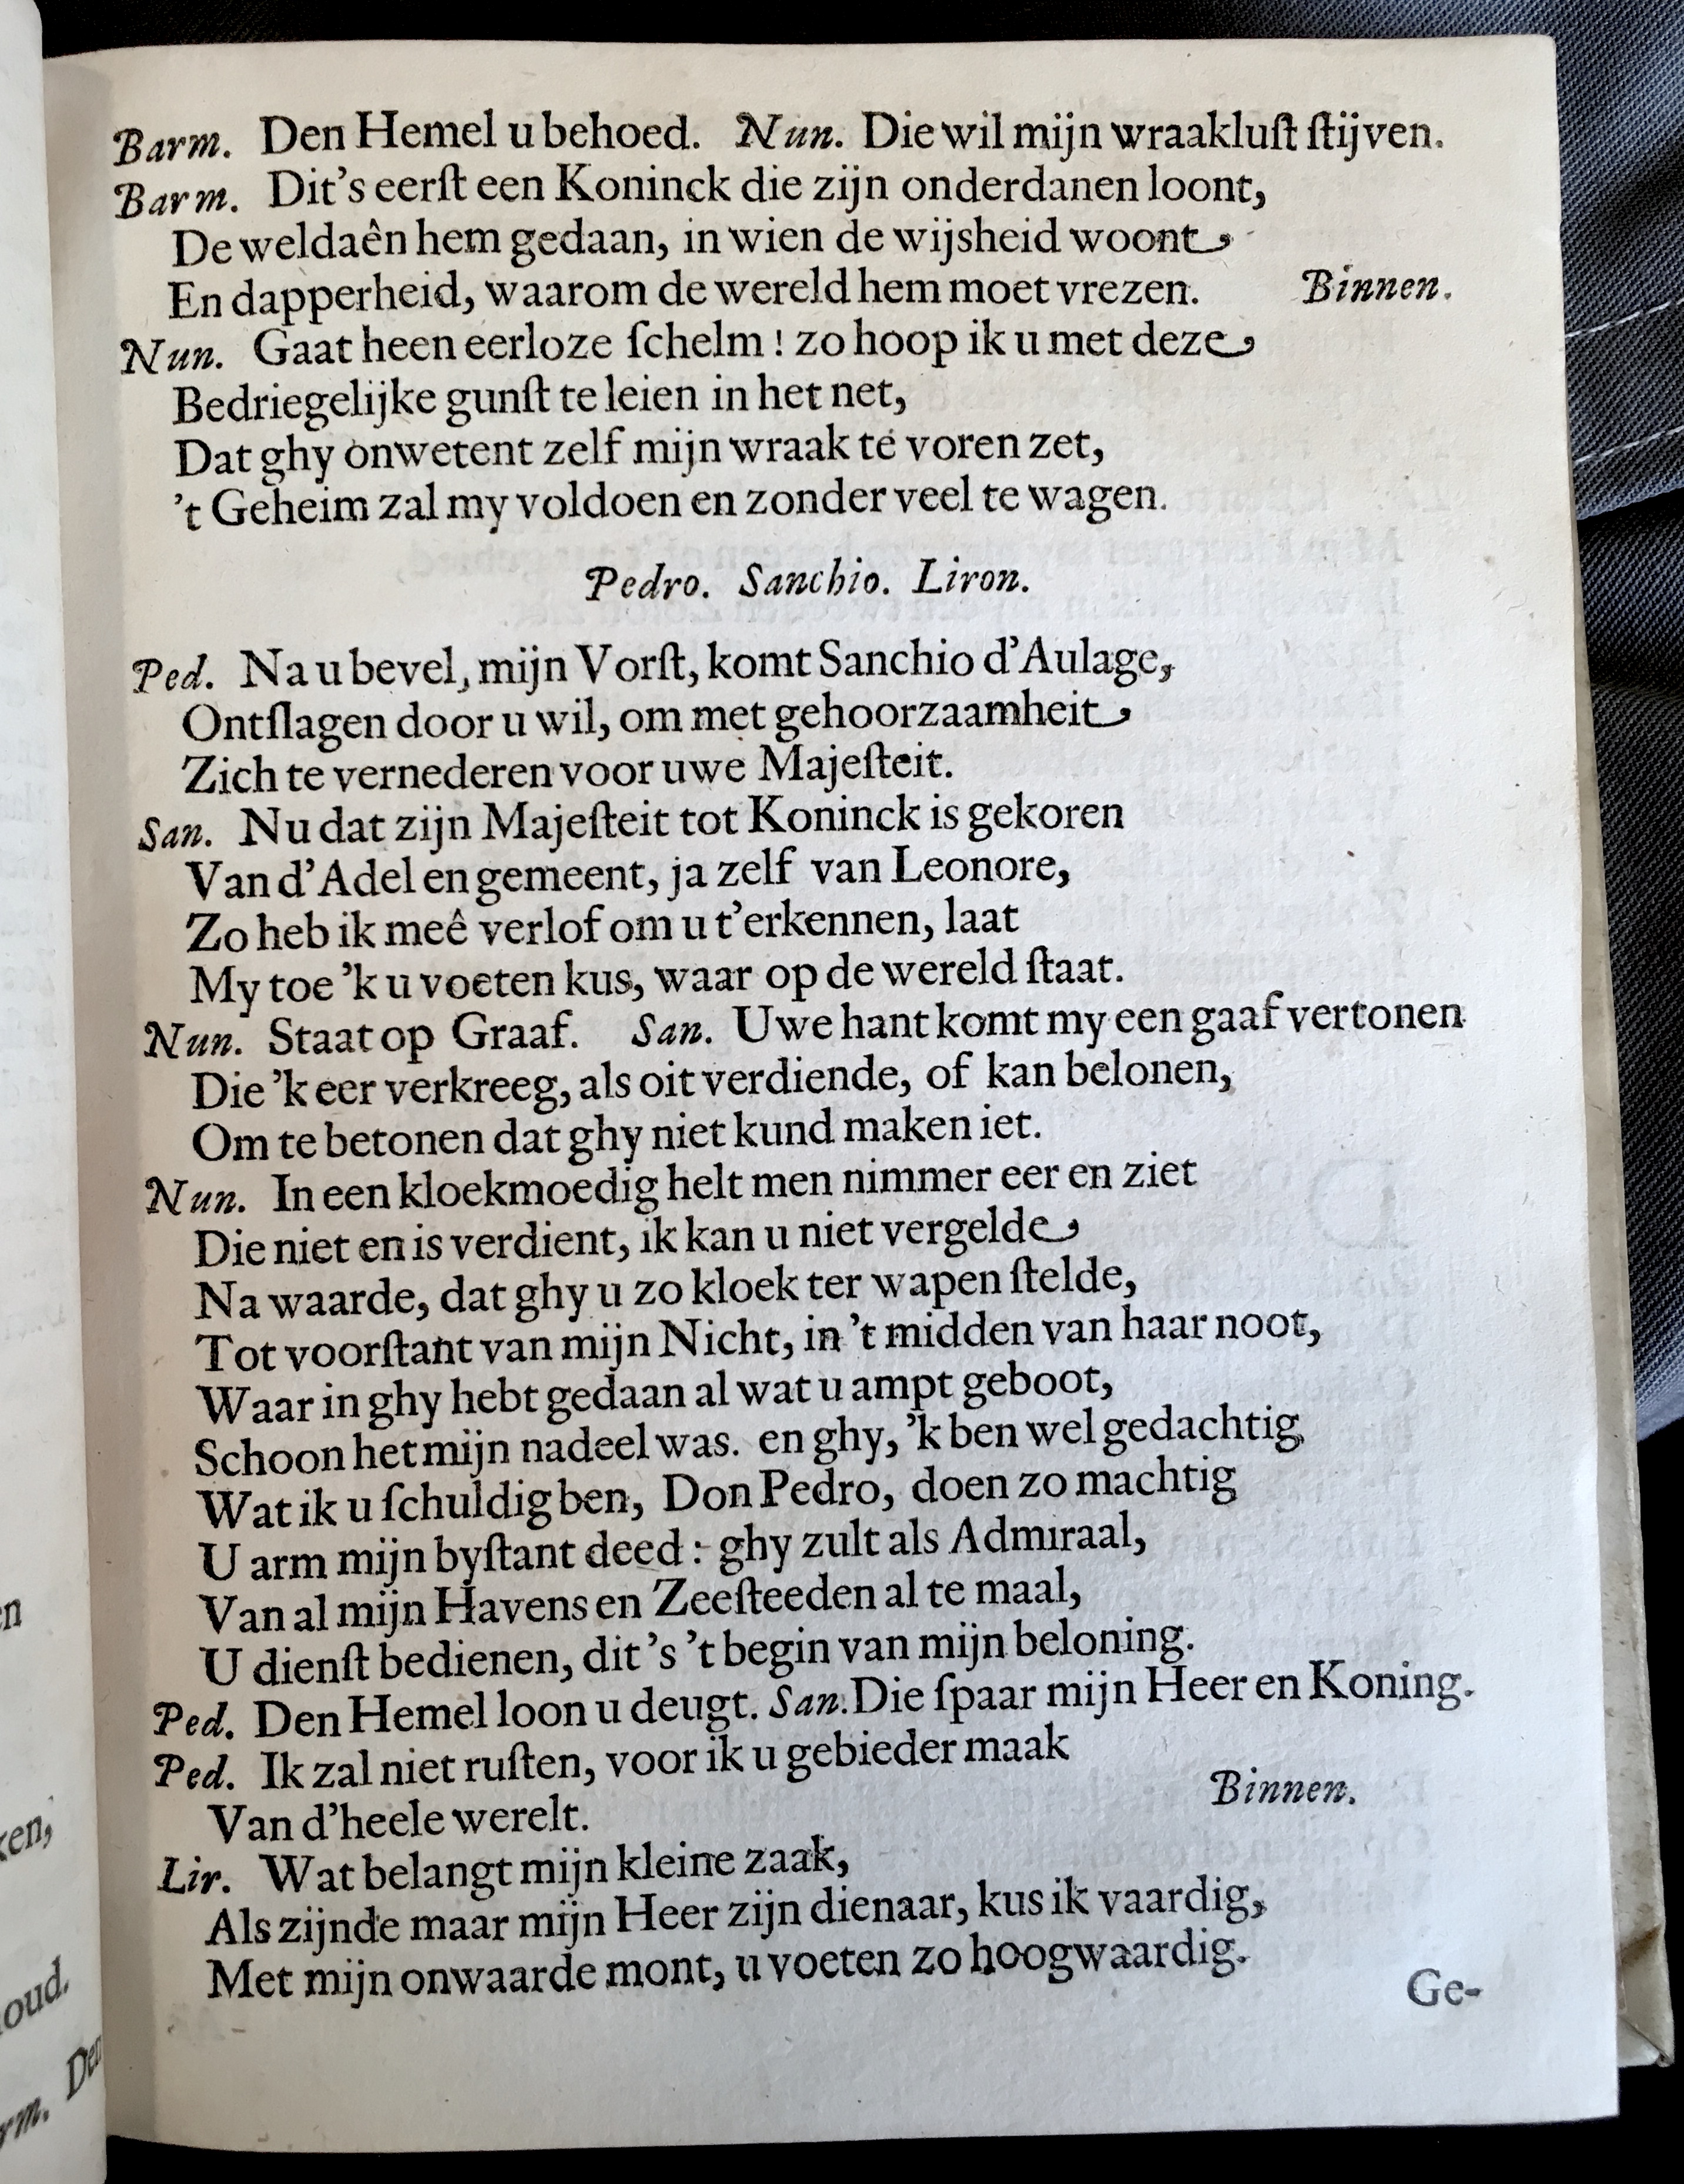 Barm. Den Hemel u behoed. Nun. Die wil mijn wraakluſt ſtijven.
Barm. Dit's eerſt een Koninck die zijn onderdanen loont,
De weldaên hem gedaan, in wien de wijsheid woont
En dapperheid, waarom de wereld hem moet vrezen. Binnen.
Nun. Gaat heen eerloze ſchelm! zo hoop ik u met deze
Bedriegelijke gunſt te leien in het net,
Dat ghy onwetent zelf mijn wraak te voren zet,
't Geheim zal my voldoen en zonder veel te wagen.
Pedro. Sanchio. Liron.
Ped. Na u bevel, mijn Vorſt, komt Sanchio d'Aulage,
Ontſlagen door u wil, om met gehoorzaamheit
Zich te vernederen voor uwe Majeſteit.
San. Nu dat zijn Majeſteit tot Koninck is gekoren
Van d'Adel en gemeent, ja zelf van Leonore,
Zo heb ik meê verlof om u t'erkennen, laat
My toe 'k u voeten kus, waar op de wereld ſtaat.
Nun. Staat op Graaf. San. Uwe hant komt my een gaaf vertonen
Die 'k eer verkreeg, als oit verdiende, of kan belonen,
Om te betonen dat ghy niet kund maken iet.
Nun. In een kloekmoedig helt men nimmer eer en ziet
Die niet en is verdient, ik kan u niet vergelde
Na waarde, dat ghy u zo kloek ter wapen ſtelde,
Tot voorſtant van mijn Nicht, in 't midden van haar noot,
Waar in ghy hebt gedaan al wat u ampt geboot,
Schoon het mijn nadeel was. en ghy, 'k ben wel gedachtig
Wat ik u ſchuldig ben, Don Pedro, doen zo machtig
U arm mijn byſtant deed: ghy zult als Admiraal,
Van al mijn Havens en Zeeſteeden al te maal,
U dienſt bedienen, dit 's 't begin van mijn beloning.
Ped. Den Hemel loon u deugt. San. Die ſpaar mijn Heer en Koning.
Ped. Ik zal niet ruſten, voor ik u gebieder maak
Van d'heele werelt. Binnen.
Lir. Wat belangt mijn kleine zaak,
Als zijnde maar mijn Heer zijn dienaar, kus ik vaardig,
Met mijn onwaarde mont, u voeten zo hoogwaardig.
Ge-
en
ken,
oud.
rm. Den